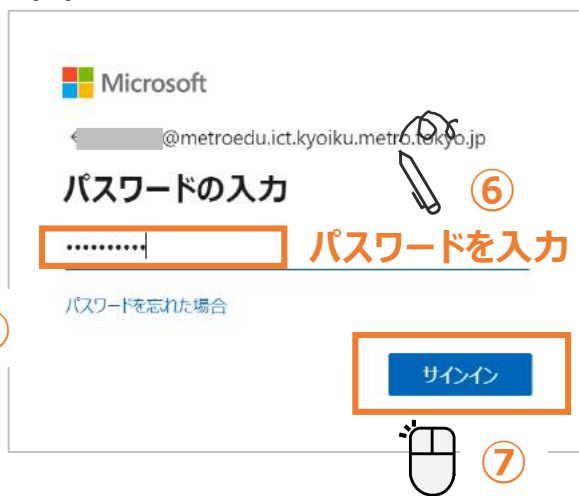 Microsoft
@metroedu.ict.kyoiku.metro.tokyo.jp
パスワードの入力
⑥
••••••••••
パスワードを入力
パスワードを忘れた場合
サインイン
⑦